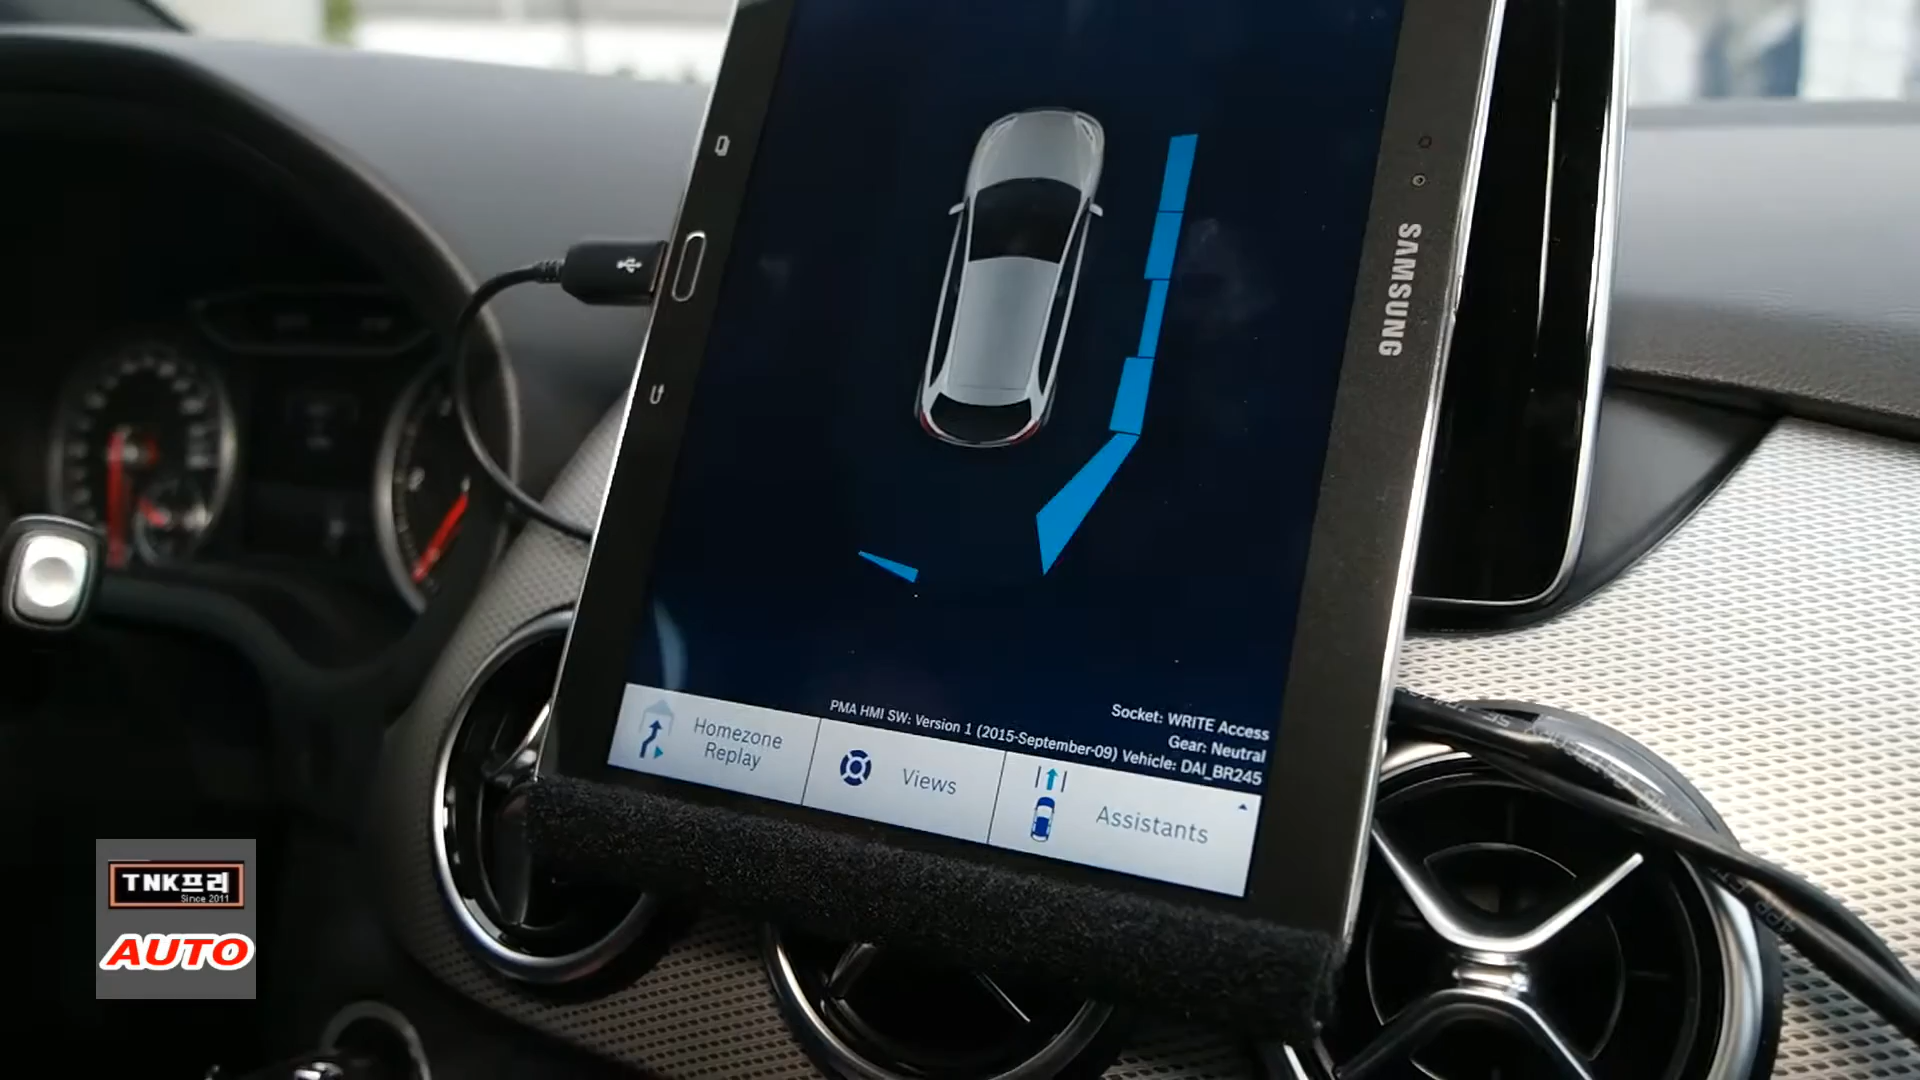 SAMSUNG
Socket: WRITE Access
Gear: Neutral
PMA HMI SW: Version 1 (2015-September-09) Vehicle: DAI_BR245
Homezone
Replay
Views
Assistants
TNK프리
Since 2011
AUTO